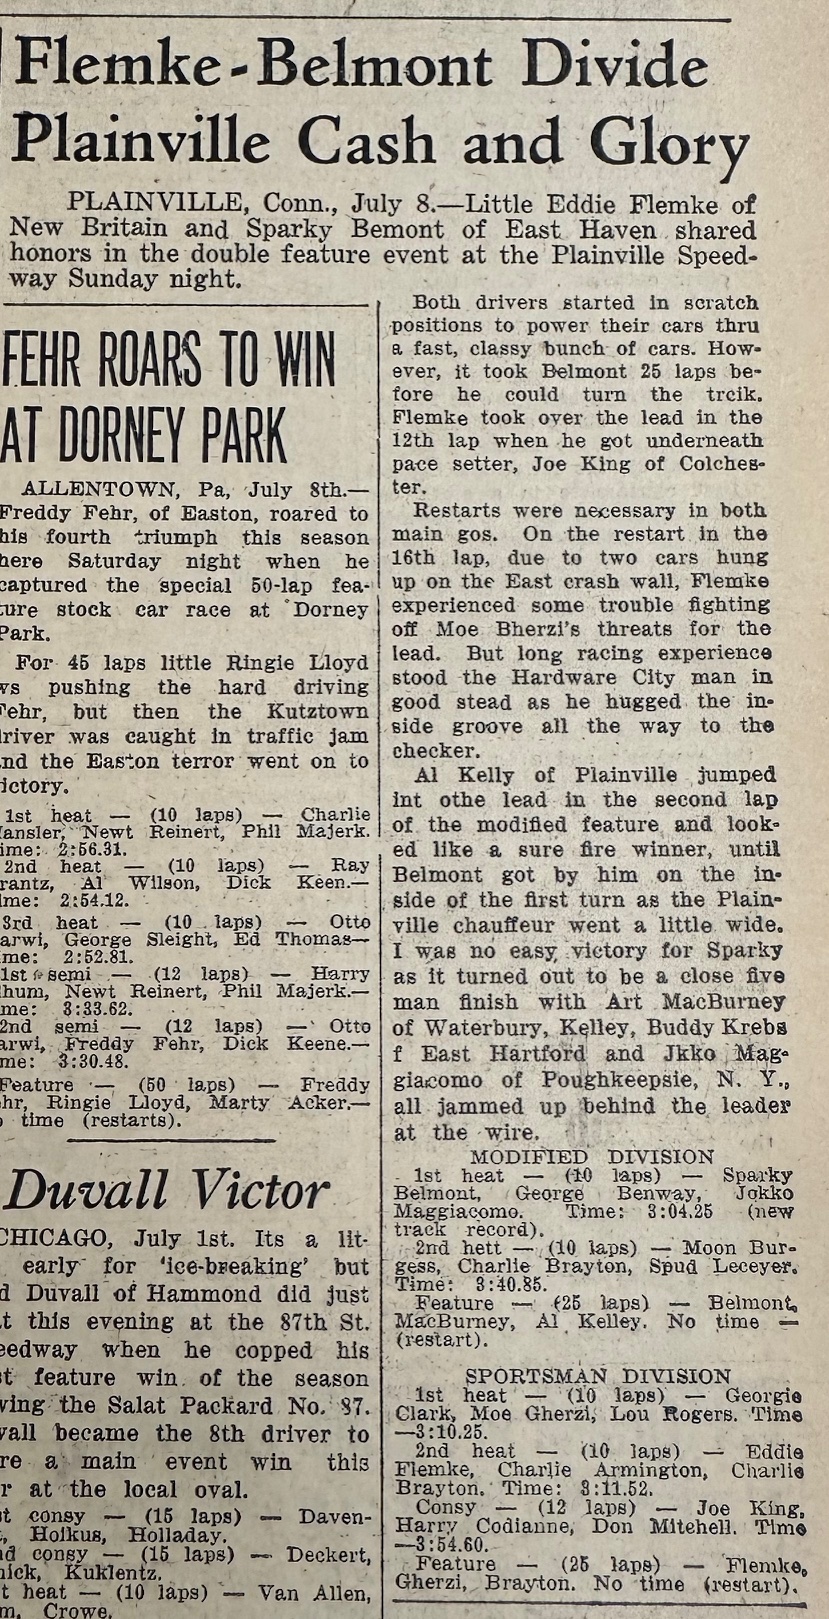 Flemke-Belmont Divide
Plainville Cash and Glory
PLAINVILLE, Conn., July 8.—Little Eddie Flemke of
New Britain and Sparky Bemont of East Haven shared
honors in the double feature event at the Plainville Speed-
way Sunday night.
FEHR ROARS TO WIN
AT DORNEY PARK
ALLENTOWN, Pa, July 8th.—
Freddy Fehr, of Easton, roared to
his fourth triumph this season
here Saturday night when he
captured the special 50-lap fea-
ture stock car race at Dorney
Park.
For 45 laps little Ringie Lloyd
ws pushing the hard driving
Fehr, but then the Kutztown
driver was caught in traffic jam
and the Easton terror went on to
ictory.
1st heat — (10 laps) — Charlie
ansler, Newt Reinert, Phil Majerk.
ime: 2:56.31.
2nd heat — (10 laps) — Ray
rantz, Al Wilson, Dick Keen.—
ime: 2:54.12.
3rd heat — (10 laps) — Otto
arwi, George Sleight, Ed Thomas—
me: 2:52.81.
1st semi — (12 laps) — Harry
hum, Newt Reinert, Phil Majerk.—
me: 3:33.62.
2nd semi — (12 laps) — Otto
arwi, Freddy Fehr, Dick Keene.—
me: 3:30.48.
Feature — (50 laps) — Freddy
ehr, Ringie Lloyd, Marty Acker.—
o time (restarts).
Duvall Victor
CHICAGO, July 1st. Its a lit-
early for 'ice-breaking' but
d Duvall of Hammond did just
t this evening at the 87th St.
eedway when he copped his
st feature win of the season
ving the Salat Packard No. 87.
vall became the 8th driver to
re a main event win this
r at the local oval.
st consy — (15 laps) — Daven-
, Hoikus, Holladay.
nd consy — (15 laps) — Deckert,
nick, Kuklentz.
t heat — (10 laps) — Van Allen,
m, Crowe.
Both drivers started in scratch
positions to power their cars thru
a fast, classy bunch of cars. How-
ever, it took Belmont 25 laps be-
fore he could turn the trcik.
Flemke took over the lead in the
12th lap when he got underneath
pace setter, Joe King of Colches-
ter.
Restarts were necessary in both
main gos. On the restart in the
16th lap, due to two cars hung
up on the East crash wall, Flemke
experienced some trouble fighting
off Moe Bherzi's threats for the
lead. But long racing experience
stood the Hardware City man in
good stead as he hugged the in-
side groove all the way to the
checker.
Al Kelly of Plainville jumped
int othe lead in the second lap
of the modified feature and look-
ed like a sure fire winner, until
Belmont got by him on the in-
side of the first turn as the Plain-
ville chauffeur went a little wide.
I was no easy victory for Sparky
as it turned out to be a close five
man finish with Art MacBurney
of Waterbury, Kelley, Buddy Krebs
f East Hartford and Jkko Mag-
giacomo of Poughkeepsie, N. Y.,
all jammed up behind the leader
at the wire.
MODIFIED DIVISION
1st heat — (10 laps) — Sparky
Belmont, George Benway, Jokko
Maggiacomo. Time: 3:04.25 (new
track record).
2nd hett — (10 laps) — Moon Bur-
gess, Charlie Brayton, Spud Leceyer.
Time: 3:40.85.
Feature — (25 laps) — Belmont,
MacBurney, Al Kelley. No time —
(restart).
SPORTSMAN DIVISION
1st heat — (10 laps) — Georgie
Clark, Moe Gherzi, Lou Rogers. Time
—3:10.25.
2nd heat — (10 laps) — Eddie
Flemke, Charlie Armington, Charlie
Brayton. Time: 3:11.52.
Consy — (12 laps) — Joe King,
Harry Codianne, Don Mitehell. Time
—3:54.60.
Feature — (25 laps) — Flemke,
Gherzi, Brayton. No time (restart).